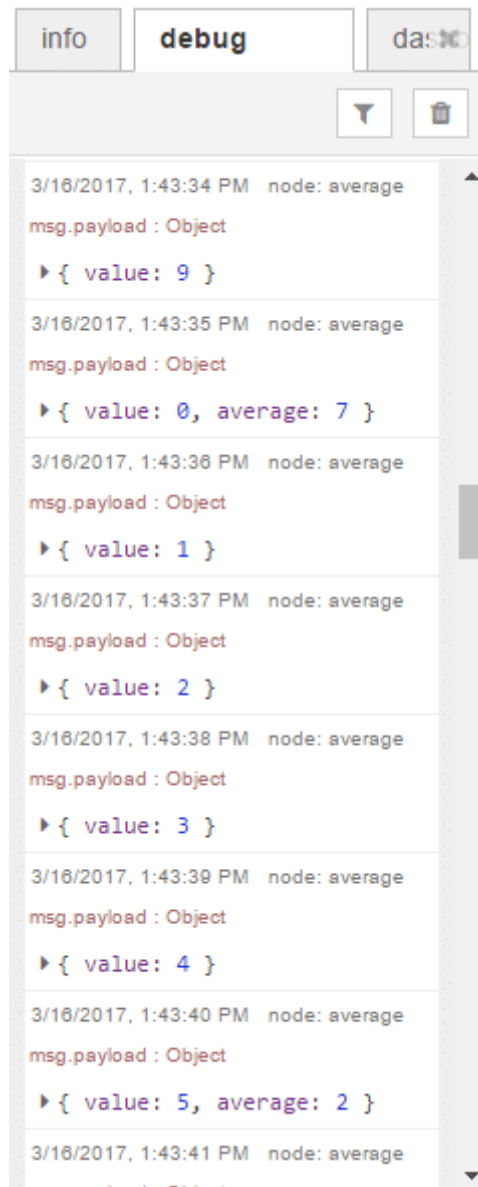 info debug
3/16/2017, 1:43:34 PM node: average
msg.payload : Object
{ value: 9 }
3/16/2017, 1:43:35 PM node: average
msg.payload : Object
{ value: 0, average: 7 }
3/16/2017, 1:43:36 PM node: average
msg.payload : Object
{ value: 1 }
3/16/2017, 1:43:37 PM node: average
msg.payload : Object
{ value: 2 }
3/16/2017, 1:43:38 PM node: average
msg.payload : Object
{ value: 3 }
3/16/2017, 1:43:39 PM node: average
msg.payload : Object
{ value: 4 }
3/16/2017, 1:43:40 PM node: average
msg.payload : Object
{ value: 5, average: 2 }
3/16/2017, 1:43:41 PM node: average